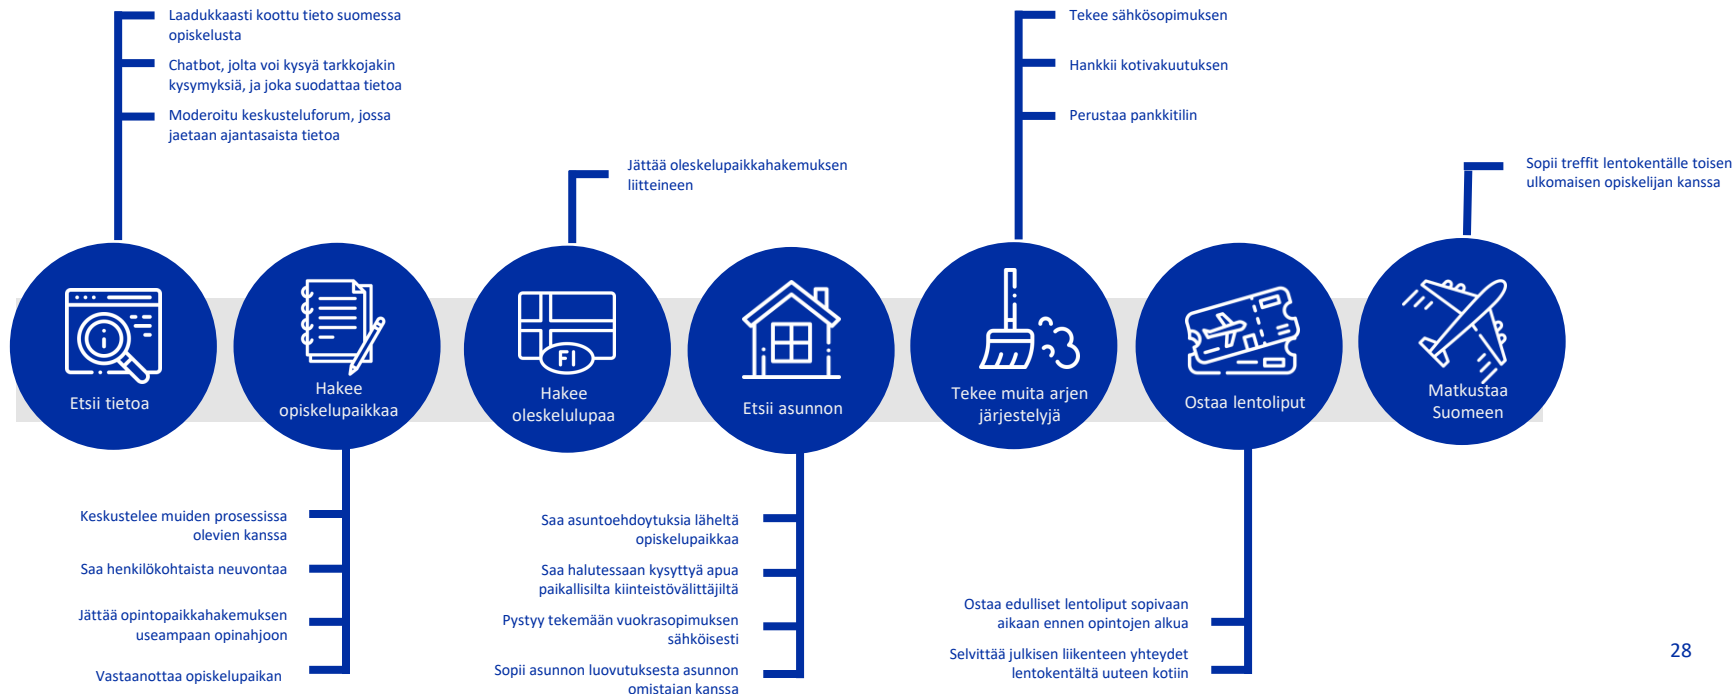 Laadukkaasti koottu tieto suomessa
opiskelusta
Chatbot, jolta voi kysyä tarkkojakin
kysymyksiä, ja joka suodattaa tietoa
Moderoitu keskusteluforum, jossa
jaetaan ajantasaista tietoa
Jättää oleskelupaikkahakemuksen
liitteineen
Tekee sähkösopimuksen
Hankkii kotivakuutuksen
Perustaa pankkitilin
Sopii treffit lentokentälle toisen
ulkomaisen opiskelijan kanssa
Etsii tietoa
Hakee
opiskelupaikkaa
FI
Hakee
oleskelulupaa
Etsii asunnon
Tekee muita arjen
järjestelyjä
Ostaa lentoliput
Matkustaa
Suomeen
Keskustelee muiden prosessissa
olevien kanssa
Saa henkilökohtaista neuvontaa
Jättää opintopaikkahakemuksen
useampaan opinahjoon
Vastaanottaa opiskelupaikan
Saa asuntoehdoytuksia läheltä
opiskelupaikkaa
Saa halutessaan kysyttyä apua
paikallisilta kiinteistövälittäjiltä
Pystyy tekemään vuokrasopimuksen
sähköisesti
Sopii asunnon luovutuksesta asunnon
omistajan kanssa
Ostaa edulliset lentoliput sopivaan
aikaan ennen opintojen alkua
Selvittää julkisen liikenteen yhteydet
lentokentältä uuteen kotiin
28